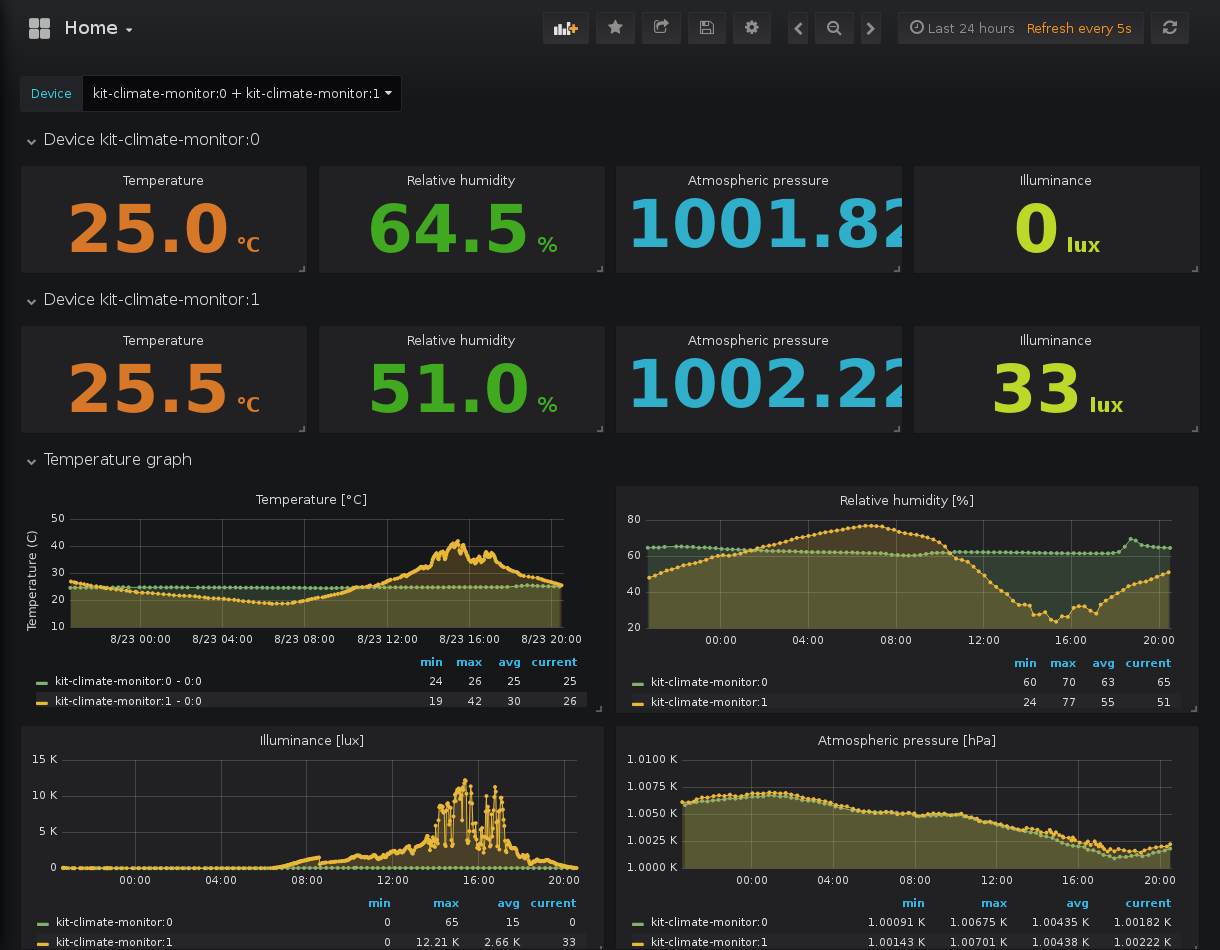 Home
Last 24 hours Refresh every 5s
Device kit-climate-monitor:0 + kit-climate-monitor:1
Device kit-climate-monitor:0
Temperature Relative humidity Atmospheric pressure Illuminance
25.0 °C 64.5 % 1001.82 0 lux
Device kit-climate-monitor:1
Temperature Relative humidity Atmospheric pressure Illuminance
25.5 °C 51.0 % 1002.22 33 lux
Temperature graph
Temperature [°C]
Temperature (C)
50
40
30
20
10
8/23 00:00 8/23 04:00 8/23 08:00 8/23 12:00 8/23 16:00 8/23 20:00
min max avg current
kit-climate-monitor:0 - 0:0 24 26 25 25
kit-climate-monitor:1 - 0:0 19 42 30 26
Relative humidity [%]
80
60
40
20
00:00 04:00 08:00 12:00 16:00 20:00
min max avg current
kit-climate-monitor:0 60 70 63 65
kit-climate-monitor:1 24 77 55 51
Illuminance [lux]
15 K
10 K
5 K
0
00:00 04:00 08:00 12:00 16:00 20:00
min max avg current
kit-climate-monitor:0 0 65 15 0
kit-climate-monitor:1 0 12.21 K 2.66 K 33
Atmospheric pressure [hPa]
1.0100 K
1.0075 K
1.0050 K
1.0025 K
1.0000 K
00:00 04:00 08:00 12:00 16:00 20:00
min max avg current
kit-climate-monitor:0 1.00091 K 1.00675 K 1.00435 K 1.00182 K
kit-climate-monitor:1 1.00143 K 1.00701 K 1.00438 K 1.00222 K